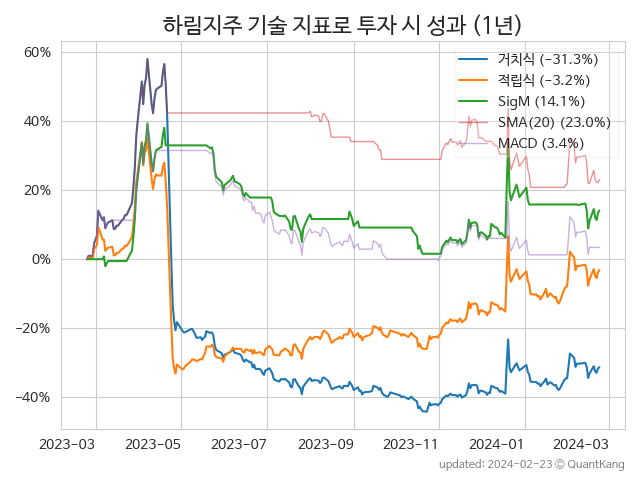 하림지주 기술 지표로 투자 시 성과 (1년)
60%
40%
20%
0%
−20%
−40%
거치식 (−31.3%)
적립식 (−3.2%)
SigM (14.1%)
SMA(20) (23.0%)
MACD (3.4%)
2023−03 2023−05 2023−07 2023−09 2023−11 2024−01 2024−03
updated: 2024−02−23 ⓒ QuantKang